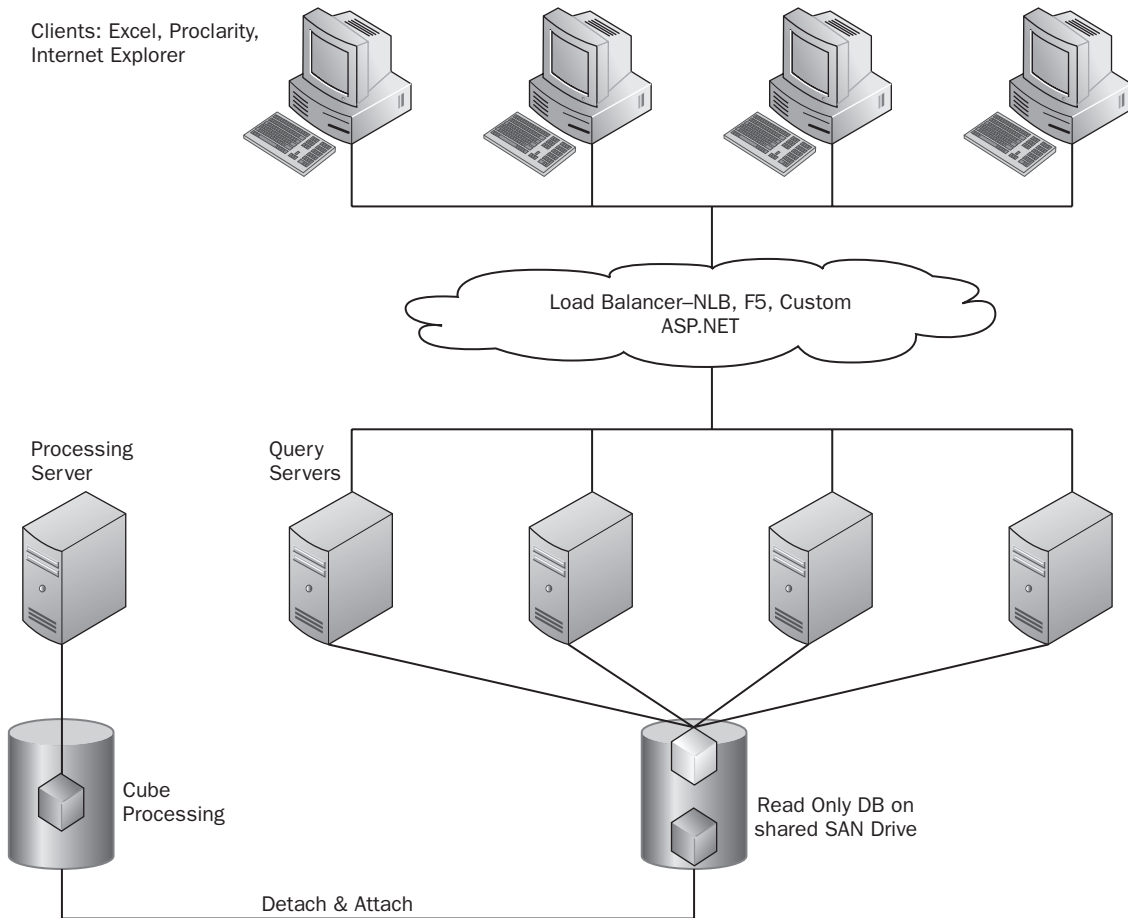 Clients: Excel, Proclarity,
Internet Explorer
Load Balancer–NLB, F5, Custom
ASP.NET
Processing
Server
Query
Servers
Cube
Processing
Read Only DB on
shared SAN Drive
Detach & Attach